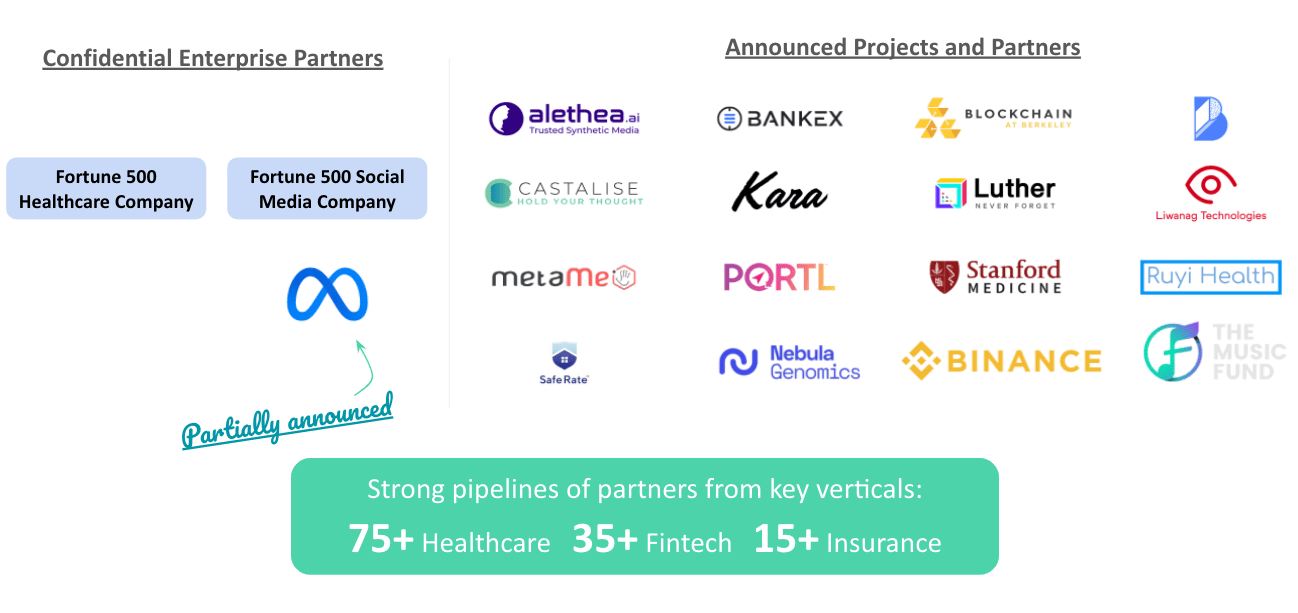 Confidential Enterprise Partners
Fortune 500
Healthcare Company
Fortune 500 Social
Media Company
Partially announced
Announced Projects and Partners
alethea.ai
Trusted Synthetic Media
BANKEX
BLOCKCHAIN
AT BERKELEY
CASTALISE
HOLD YOUR THOUGHT
Kara
Luther
NEVER FORGET
Liwanag Technologies
metaMe
PORTL
Stanford
MEDICINE
Ruyi Health
Safe Rate
Nebula
Genomics
BINANCE
THE
MUSIC
FUND
Strong pipelines of partners from key verticals:
75+ Healthcare 35+ Fintech 15+ Insurance